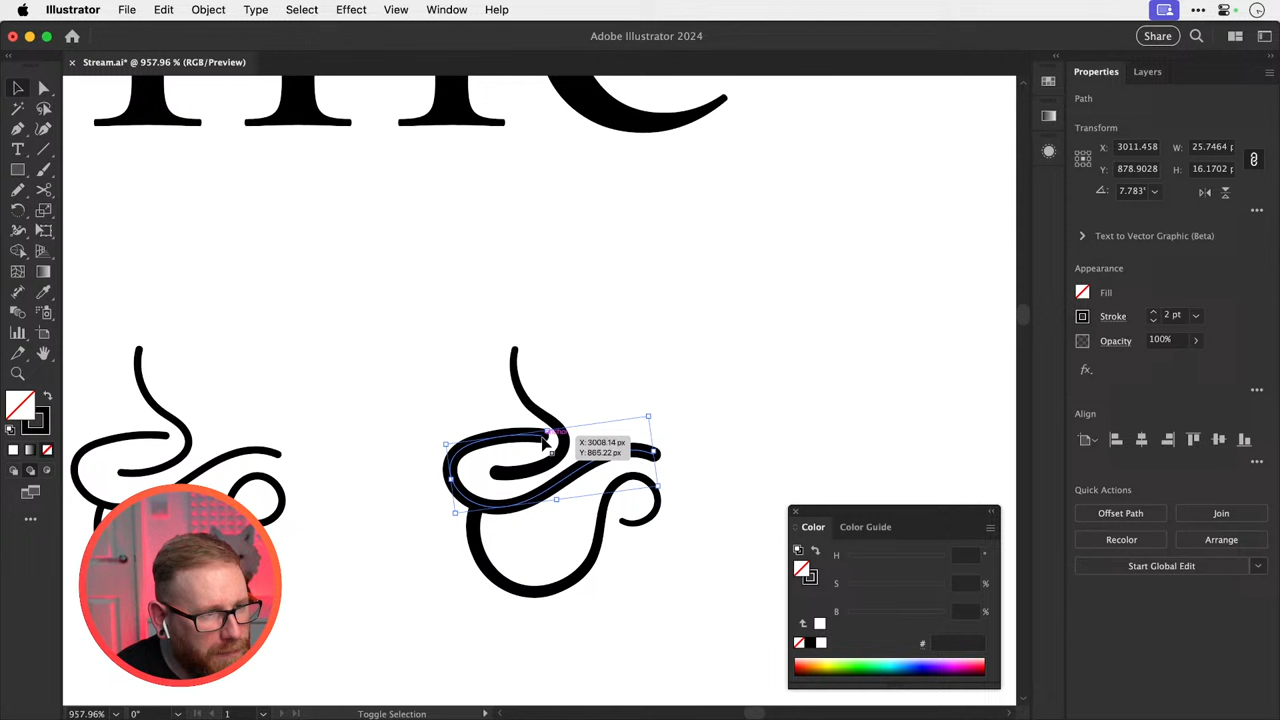 Illustrator File Edit Object Type Select Effect View Window Help
Adobe Illustrator 2024
Share
Stream.ai* @ 957.96 % (RGB/Preview)
Properties Layers
Path
Transform
X: 3011.458 W: 25.7464 p
Y: 878.9028 H: 16.1702 p
7.783°
Text to Vector Graphic (Beta)
Appearance
Fill
Stroke 2 pt
Opacity 100%
fx
Align
X: 3008.14 px
Y: 865.22 px
Quick Actions
Offset Path Join
Recolor Arrange
Start Global Edit
Color Color Guide
H °
S %
B %
#
957.96% 0° 1 Toggle Selection